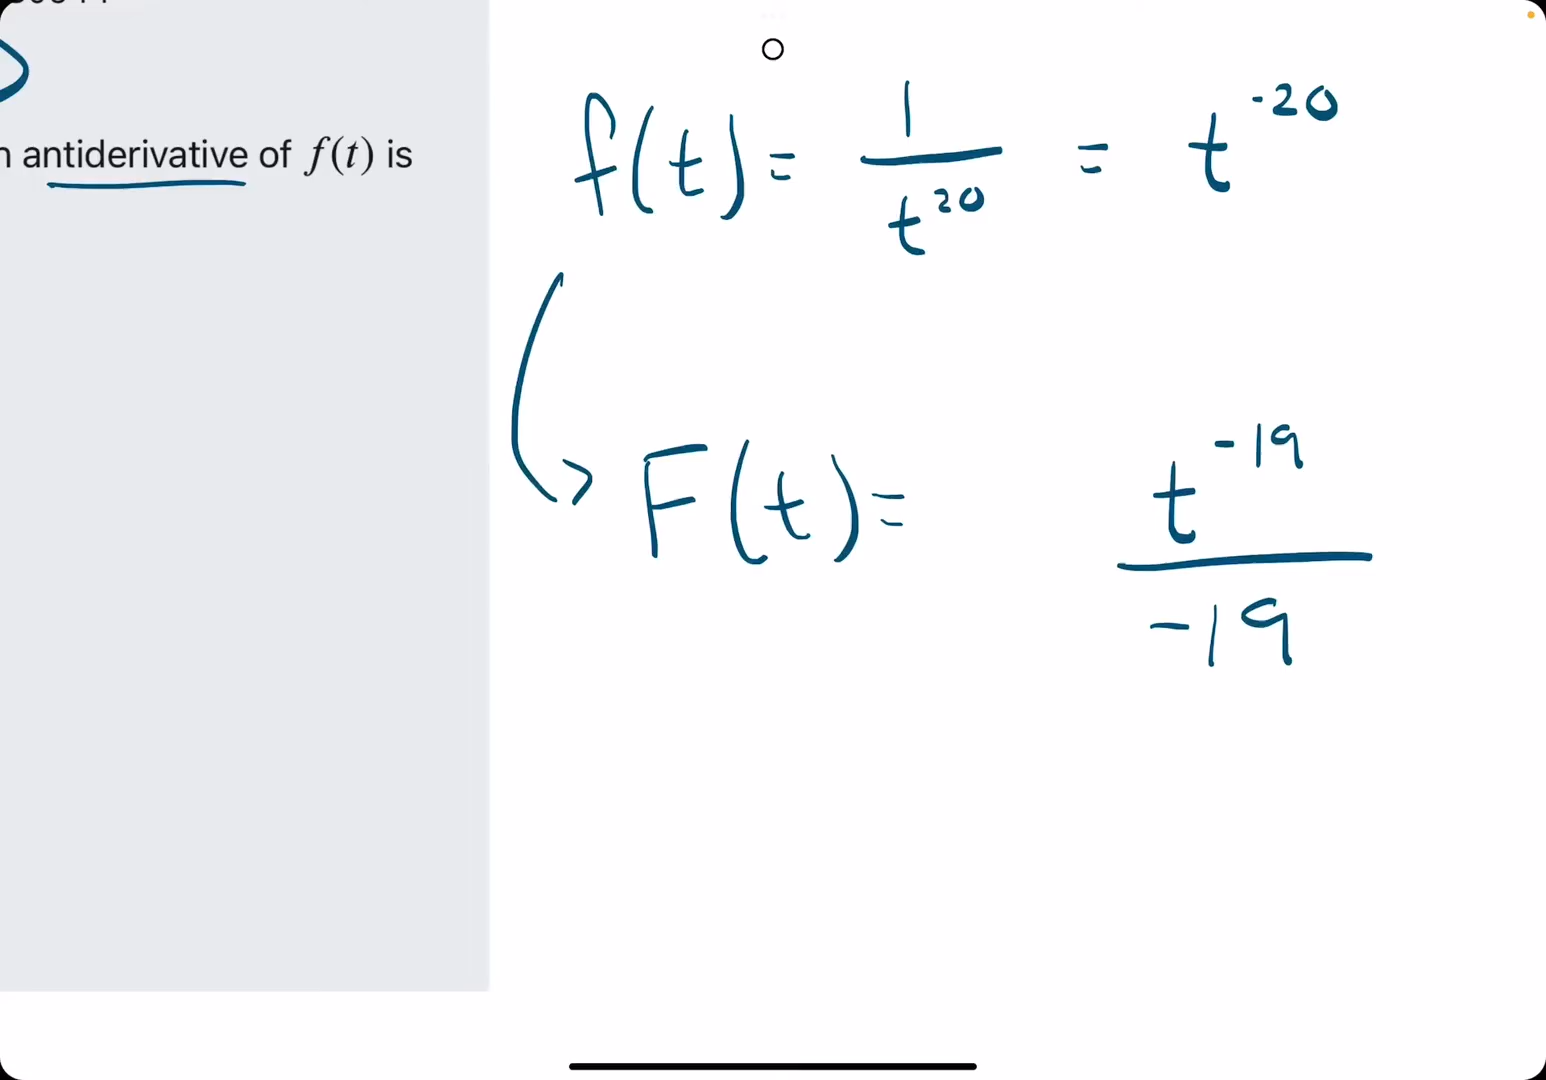 n antiderivative of f(t) is
f(t) = 1/t^20 = t^-20
F(t) = t^-19/-19